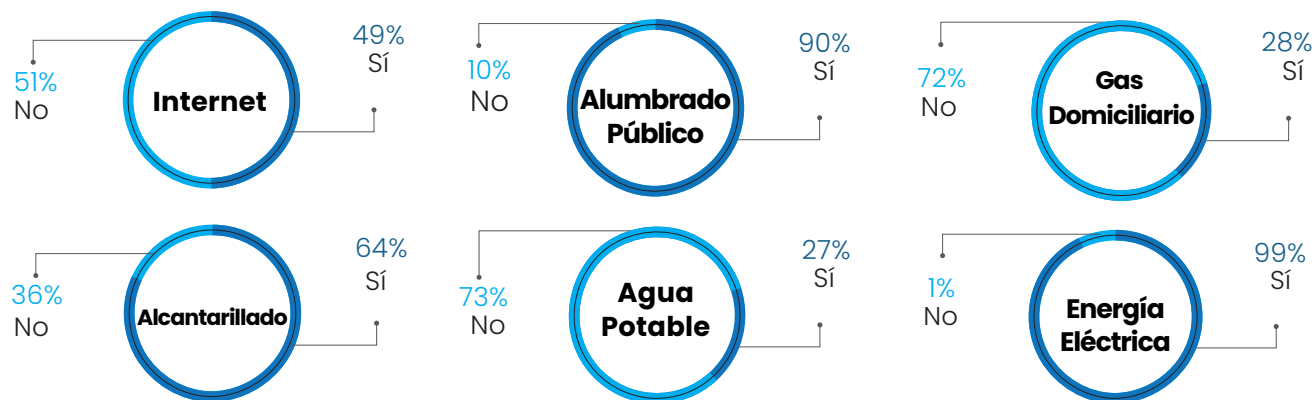 51%
No
Internet
49%
Sí
10%
No
Alumbrado
Público
90%
Sí
72%
No
Gas
Domiciliario
28%
Sí
36%
No
Alcantarillado
64%
Sí
73%
No
Agua
Potable
27%
Sí
1%
No
Energía
Eléctrica
99%
Sí